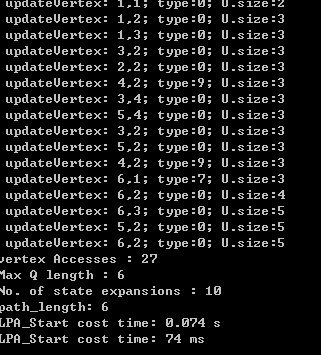 updateVertex: 1,1; type:0; U.size:2
updateVertex: 1,2; type:0; U.size:3
updateVertex: 1,3; type:0; U.size:3
updateVertex: 3,2; type:0; U.size:3
updateVertex: 2,2; type:0; U.size:3
updateVertex: 4,2; type:9; U.size:3
updateVertex: 3,4; type:0; U.size:3
updateVertex: 5,4; type:0; U.size:3
updateVertex: 3,2; type:0; U.size:3
updateVertex: 5,2; type:0; U.size:3
updateVertex: 4,2; type:9; U.size:3
updateVertex: 6,1; type:7; U.size:3
updateVertex: 6,2; type:0; U.size:4
updateVertex: 6,3; type:0; U.size:5
updateVertex: 5,2; type:0; U.size:5
updateVertex: 6,2; type:0; U.size:5
vertex Accesses : 27
Max Q length : 6
No. of state expansions : 10
path_length: 6
LPA_Start cost time: 0.074 s
LPA_Start cost time: 74 ms